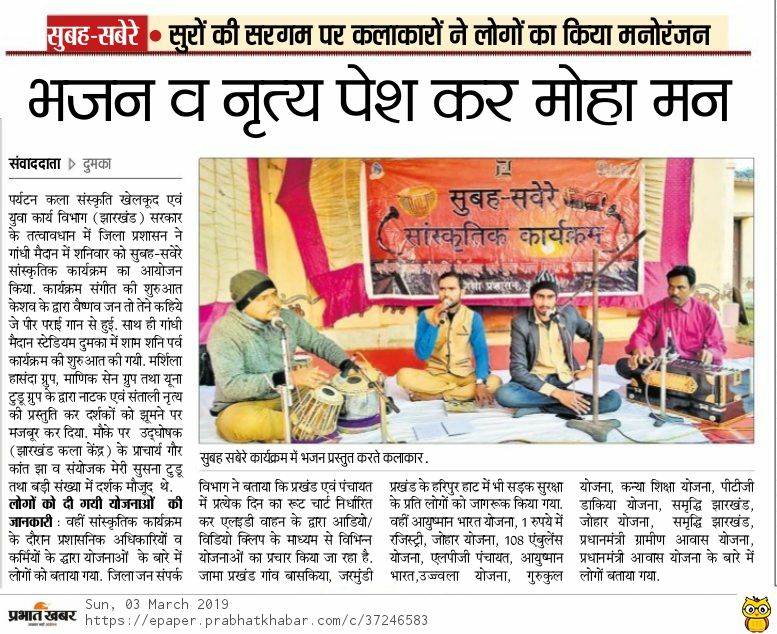 सुबह-सबेरे • सुरों की सरगम पर कलाकारों ने लोगों का किया मनोरंजन
भजन व नृत्य पेश कर मोहा मन
संवाददाता ▷ दुमका
पर्यटन कला संस्कृति खेलकूद एवं
युवा कार्य विभाग (झारखंड) सरकार
के तत्वावधान में जिला प्रशासन ने
गांधी मैदान में शनिवार को सुबह-सवेरे
सांस्कृतिक कार्यक्रम का आयोजन
किया. कार्यक्रम संगीत की शुरुआत
केशव के द्वारा वैष्णव जन तो तेने कहिये
जे पीर पराई गान से हुई. साथ ही गांधी
मैदान स्टेडियम दुमका में शाम शनि पर्व
कार्यक्रम की शुरुआत की गयी. मर्शिला
हासंदा ग्रुप, माणिक सेन ग्रुप तथा यूना
टुडू ग्रुप के द्वारा नाटक एवं संताली नृत्य
की प्रस्तुति कर दर्शकों को झूमने पर
मजबूर कर दिया. मौके पर उद्घोषक
(झारखंड कला केंद्र) के प्राचार्य गौर
कांत झा व संयोजक मेरी सुसना टुडू
तथा बड़ी संख्या में दर्शक मौजूद थे.
लोगों को दी गयी योजनाओं की
जानकारी : वहीं सांस्कृतिक कार्यक्रम
के दौरान प्रशासनिक अधिकारियों व
कर्मियों के द्धारा योजनाओं के बारे में
लोगों को बताया गया. जिला जन संपर्क
सुबह-सवेरे
सांस्कृतिक कार्यक्रम
जिला प्रशासन,
सुबह सबेरे कार्यक्रम में भजन प्रस्तुत करते कलाकार.
विभाग ने बताया कि प्रखंड एवं पंचायत
में प्रत्येक दिन का रूट चार्ट निर्धारित
कर एलइडी वाहन के द्वारा आडियो/
विडियो क्लिप के माध्यम से विभिन्न
योजनाओं का प्रचार किया जा रहा है.
जामा प्रखंड गांव बासकिया, जरमुंडी
प्रखंड के हरिपुर हाट में भी सड़क सुरक्षा
के प्रति लोगों को जागरूक किया गया.
वहीं आयुष्मान भारत योजना, 1 रुपये में
रजिस्ट्री, जोहार योजना, 108 एंबुलेंस
योजना, एलपीजी पंचायत, आयुष्मान
भारत,उज्ज्वला योजना, गुरुकुल
योजना, कन्या शिक्षा योजना, पीटीजी
डाकिया योजना, समृद्धि झारखंड,
जोहार योजना, समृद्धि झारखंड,
प्रधानमंत्री ग्रामीण आवास योजना,
प्रधानमंत्री आवास योजना के बारे में
लोगों बताया गया.
प्रभात खबर
Sun, 03 March 2019
https://epaper.prabhatkhabar.com/c/37246583